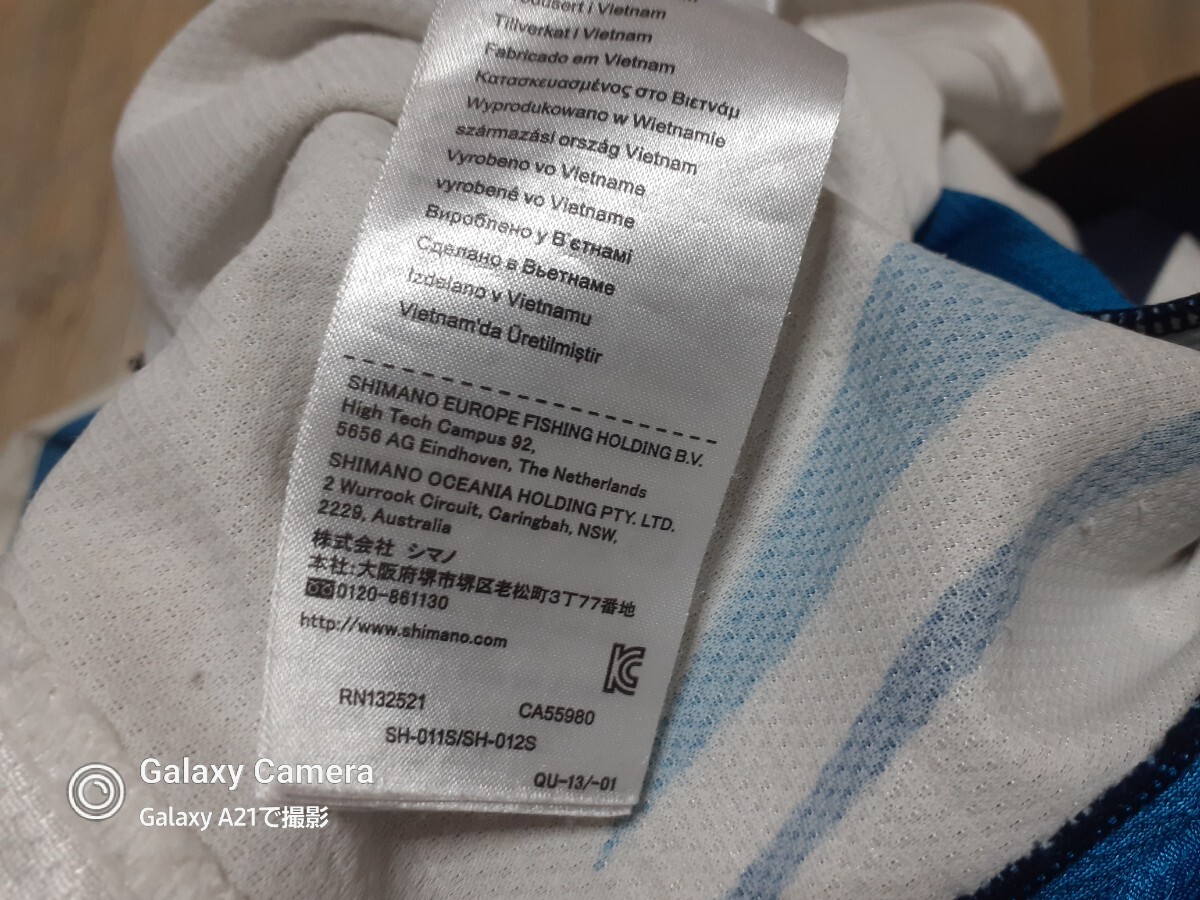 i Vietnam
Tillverkat i Vietnam
Fabricado em Vietnam
Κατασκευασμένος στο Βιετνάμ
Wyprodukowano w Wietnamie
származási ország Vietnam
Vyrobeno vo Vietname
vyrobené vo Vietname
Вироблено у В'єтнамі
Сделано в Вьетнаме
Izdelano v Vietnamu
Vietnam'da Üretilmiştir
SHIMANO EUROPE FISHING HOLDING B.V.
High Tech Campus 92,
5656 AG Eindhoven, The Netherlands
SHIMANO OCEANIA HOLDING PTY. LTD.
2 Wurrook Circuit, Caringbah, NSW,
2229, Australia
株式会社 シマノ
本社:大阪府堺市堺区老松町3丁77番地
0120-861130
http://www.shimano.com
RN132521 CA55980
SH-011S/SH-012S
QU-13/-01
Galaxy Camera
Galaxy A21で撮影